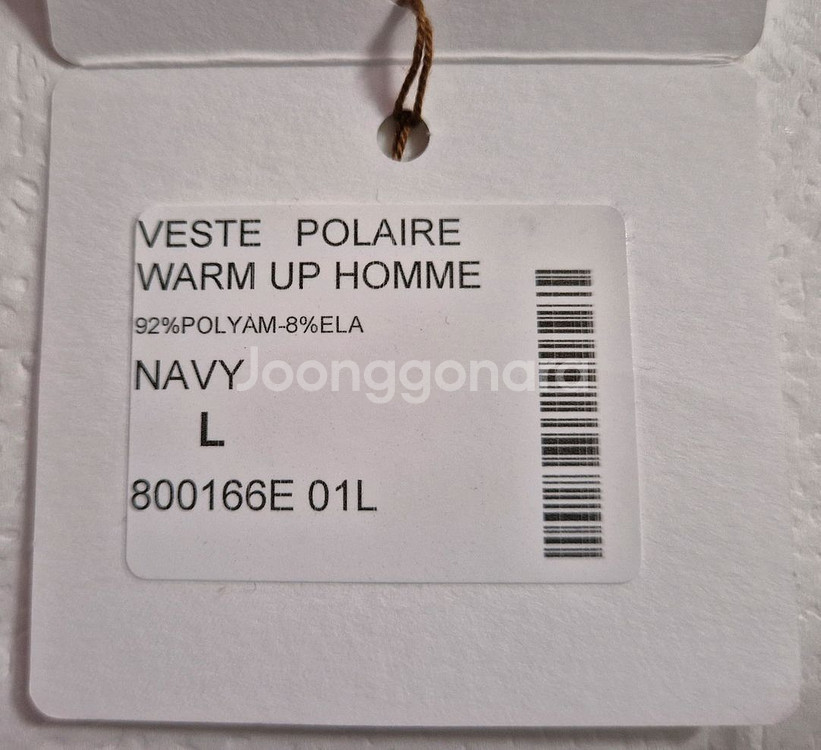 VESTE POLAIRE
WARM UP HOMME
92%POLYAM-8%ELA
NAVY
Joonggonara
L
800166E 01L